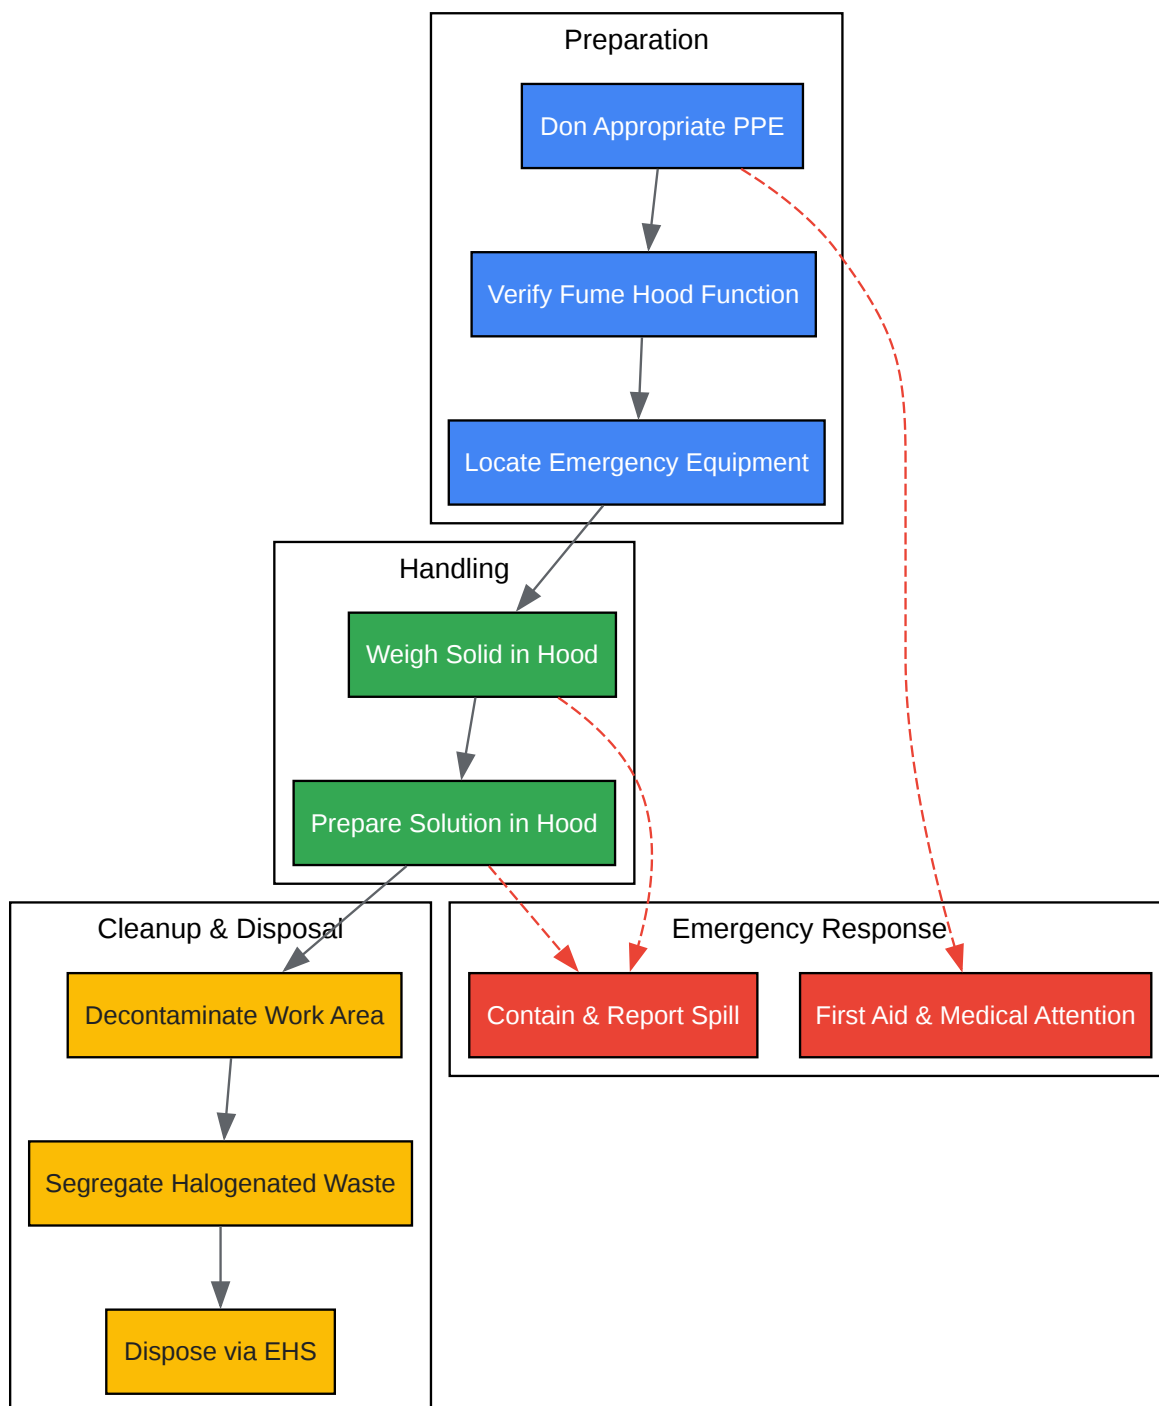 Preparation
Don Appropriate PPE
Verify Fume Hood Function
Locate Emergency Equipment
Handling
Weigh Solid in Hood
Prepare Solution in Hood
Cleanup & Disposal
Decontaminate Work Area
Segregate Halogenated Waste
Dispose via EHS
Emergency Response
Contain & Report Spill
First Aid & Medical Attention